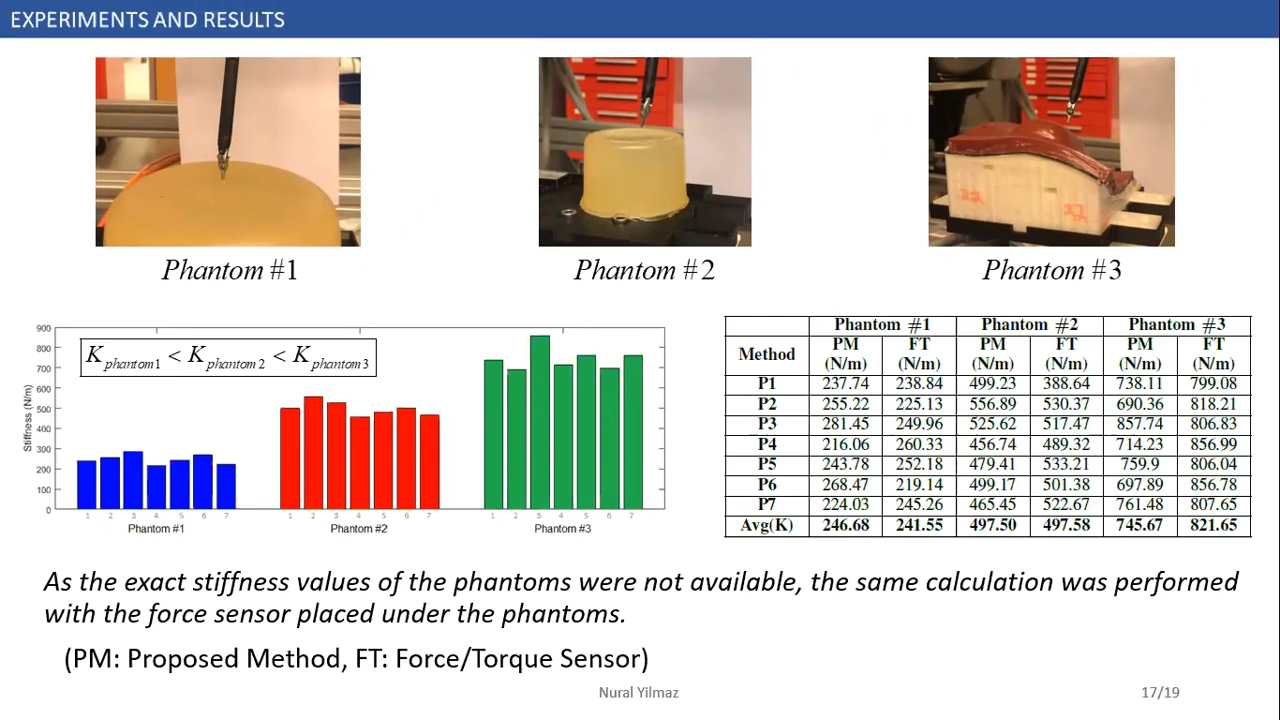 EXPERIMENTS AND RESULTS
Phantom #1
Phantom #2
Phantom #3
900
800
700
600
500
400
300
200
100
0
Stiffness (N/m)
K phantom1 < K phantom2 < K phantom3
1 2 3 4 5 6 7
1 2 3 4 5 6 7
1 2 3 4 5 6 7
Phantom #1
Phantom #2
Phantom #3
Phantom #1 Phantom #2 Phantom #3
Method PM (N/m) FT (N/m) PM (N/m) FT (N/m) PM (N/m) FT (N/m)
P1 237.74 238.84 499.23 388.64 738.11 799.08
P2 255.22 225.13 556.89 530.37 690.36 818.21
P3 281.45 249.96 525.62 517.47 857.74 806.83
P4 216.06 260.33 456.74 489.32 714.23 856.99
P5 243.78 252.18 479.41 533.21 759.9 806.04
P6 268.47 219.14 499.17 501.38 697.89 856.78
P7 224.03 245.26 465.45 522.67 761.48 807.65
Avg(K) 246.68 241.55 497.50 497.58 745.67 821.65
As the exact stiffness values of the phantoms were not available, the same calculation was performed
with the force sensor placed under the phantoms.
(PM: Proposed Method, FT: Force/Torque Sensor)
Nural Yilmaz
17/19